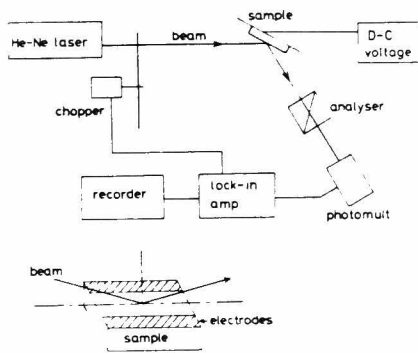 sample
He-Ne laser
beam
D-C
voltage
chopper
analyser
recorder
lock-in
amp
photomult
beam
electrodes
sample